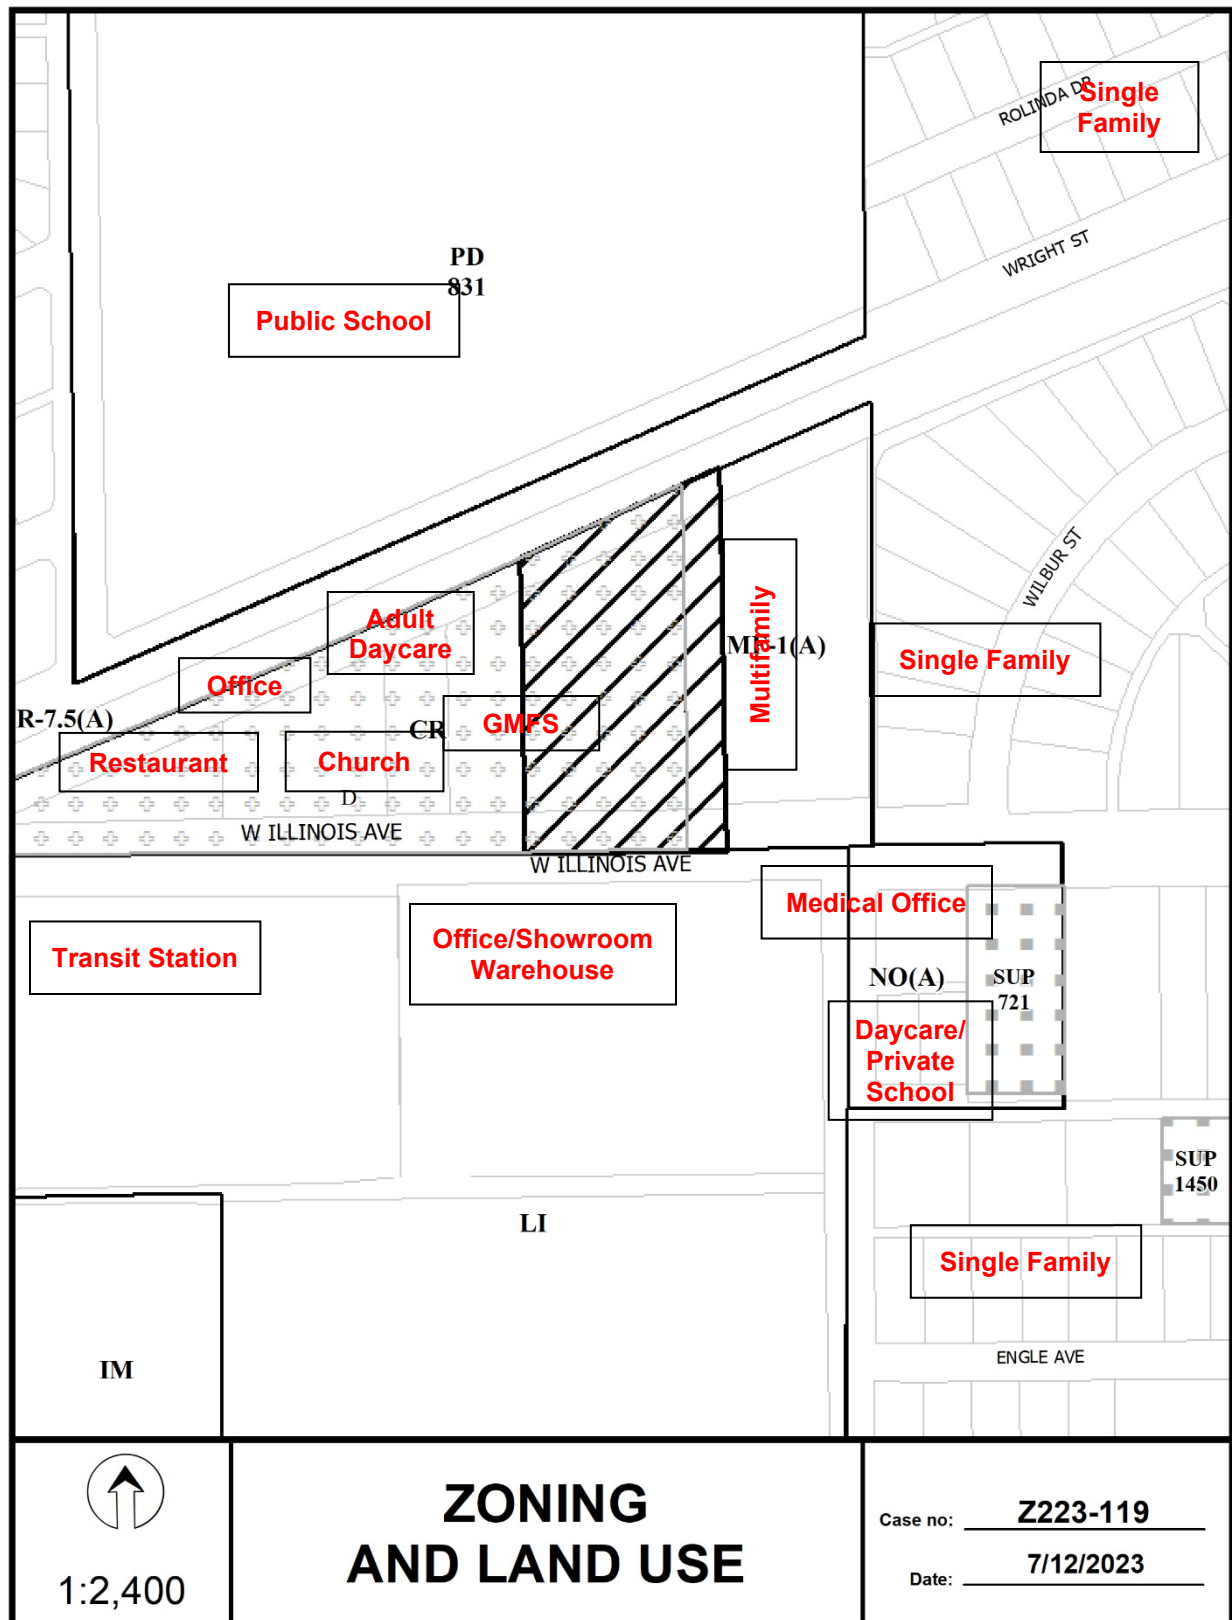 ROLINDA DR
Single
Family
WRIGHT ST
PD
831
Public School
WILBUR ST
Adult
Daycare
Multifamily
MF-1(A)
Single Family
Office
R-7.5(A)
CR
GMFS
Restaurant
Church
D
W ILLINOIS AVE
W ILLINOIS AVE
Medical Office
Transit Station
Office/Showroom
Warehouse
NO(A)
SUP
721
Daycare/
Private
School
SUP
1450
LI
Single Family
IM
ENGLE AVE
1:2,400
ZONING
AND LAND USE
Case no: Z223-119
Date: 7/12/2023